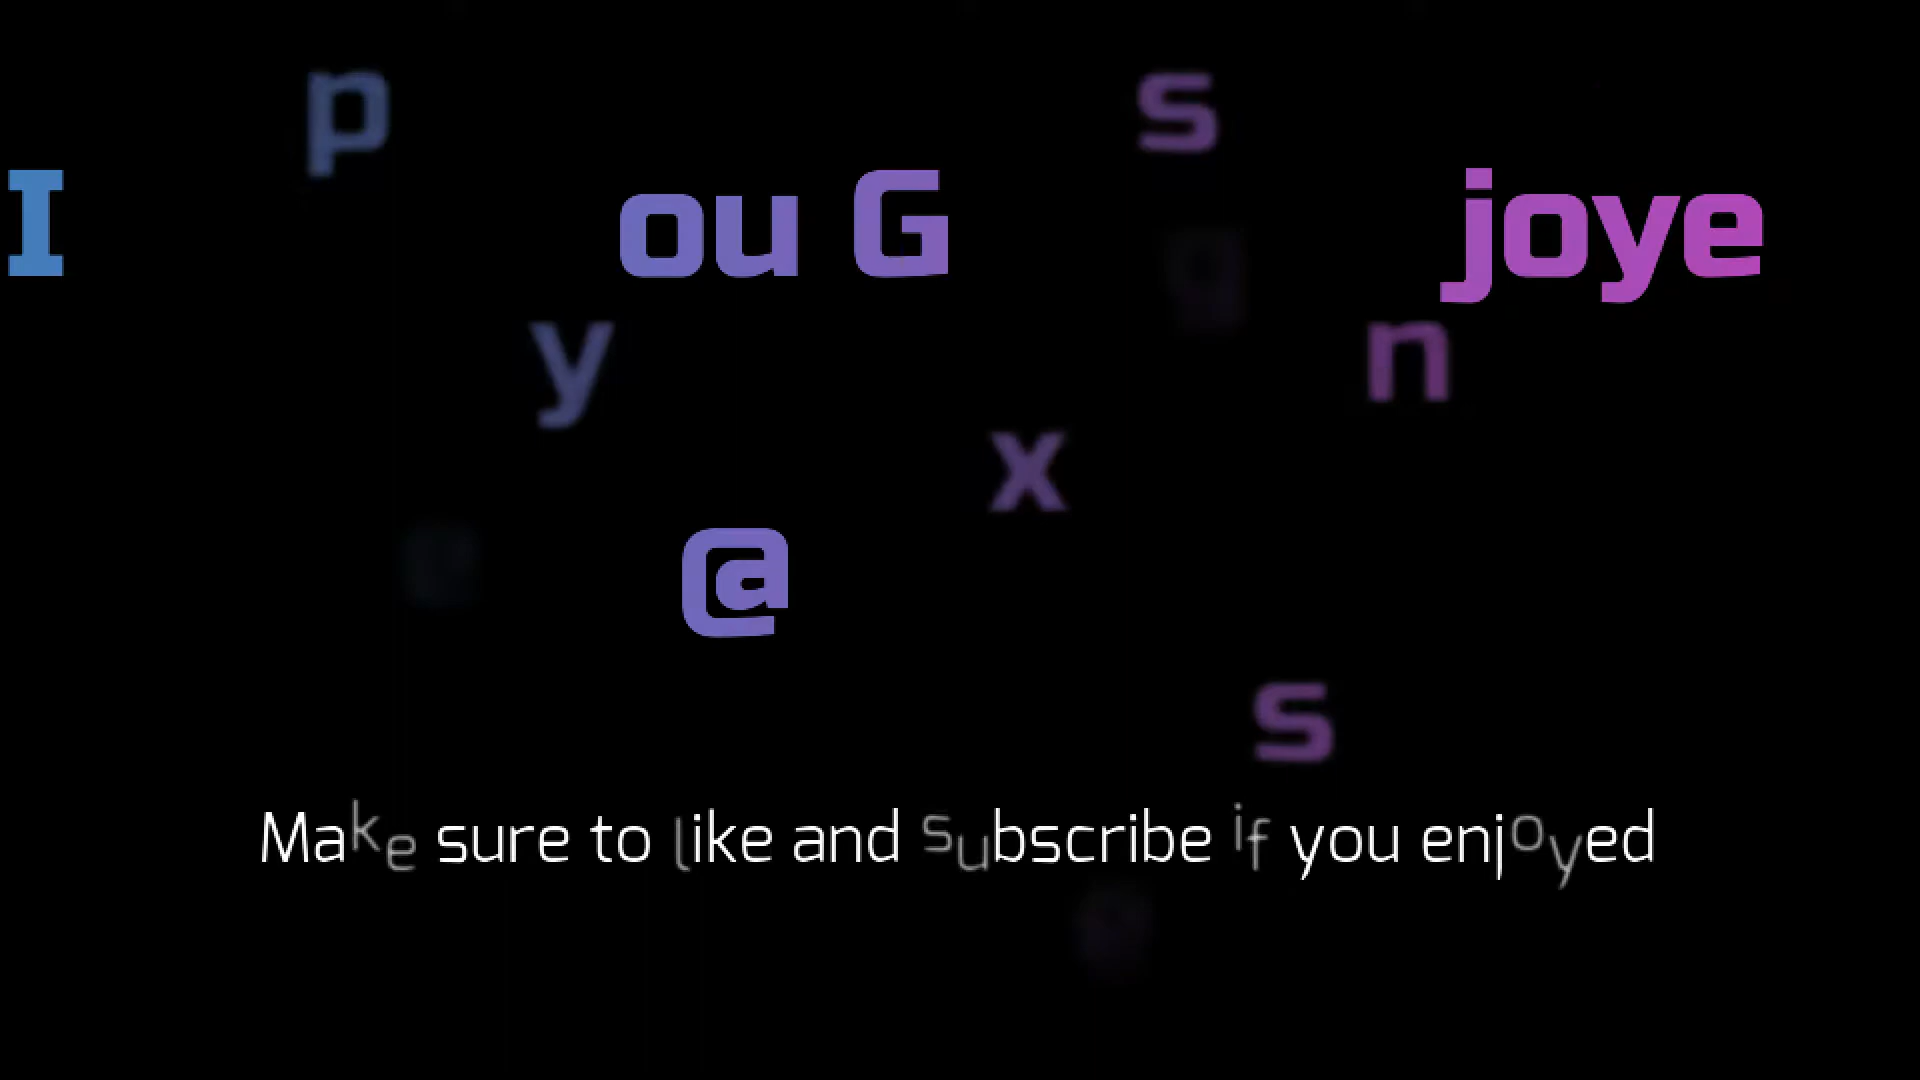 p s
I ou G joye
y n
x
@
s
Make sure to like and subscribe if you enjoyed